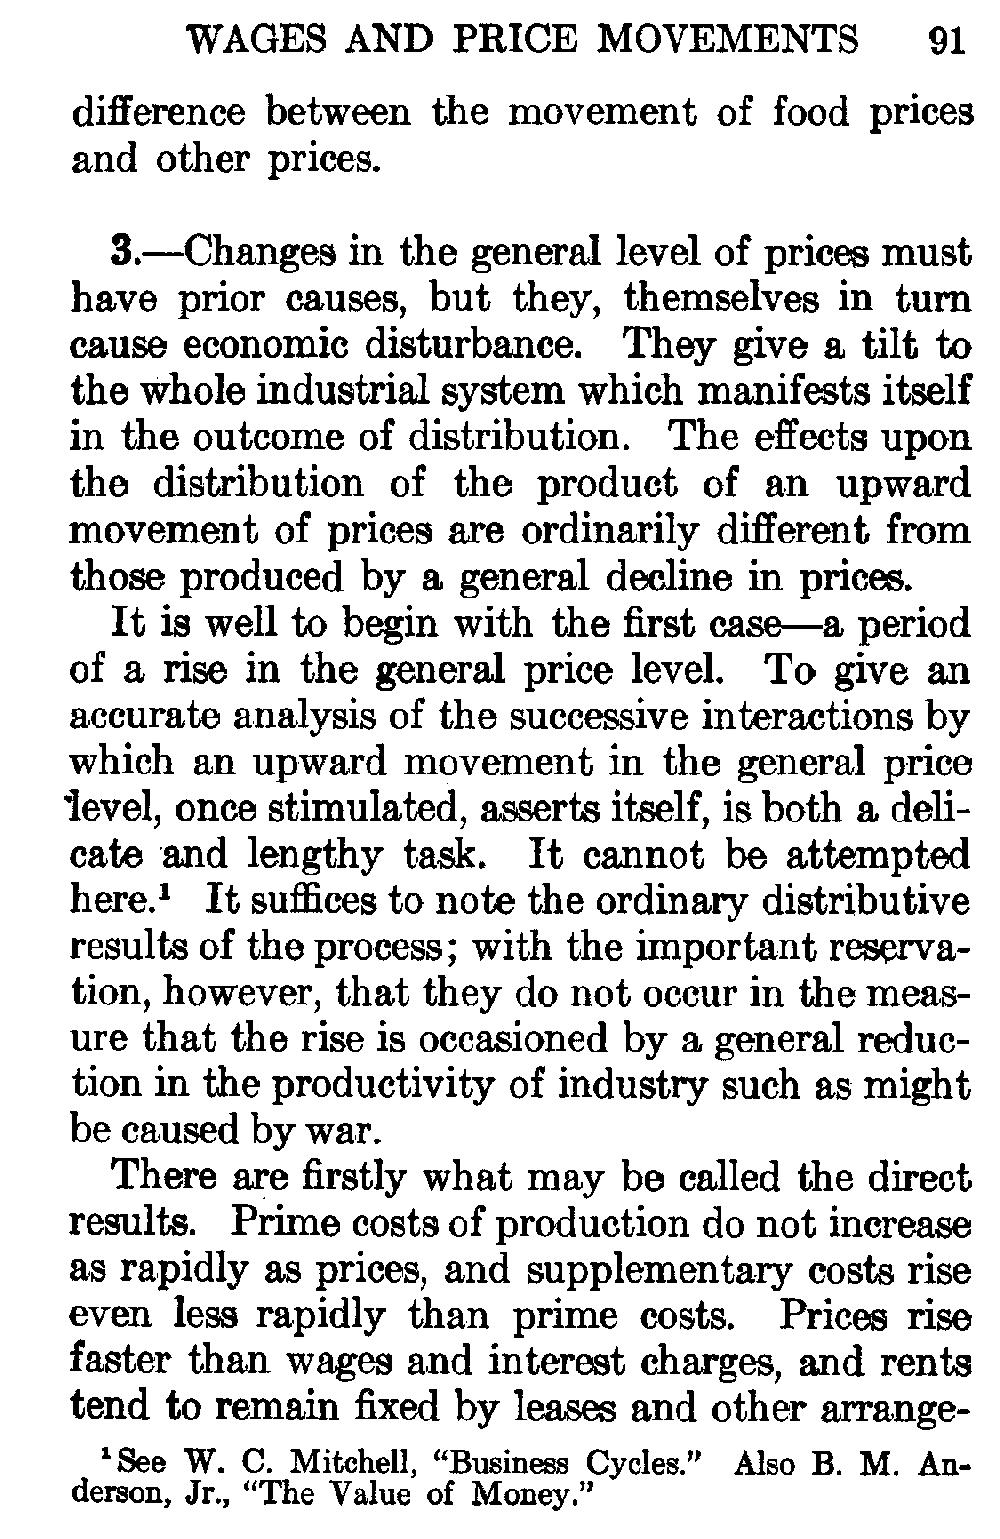 WAGES AND PRICE MOVEMENTS 91
difference between the movement of food prices
and other prices.
3.—Changes in the general level of prices must
have prior causes, but they, themselves in turn
cause economic disturbance. They give a tilt to
the whole industrial system which manifests itself
in the outcome of distribution. The effects upon
the distribution of the product of an upward
movement of prices are ordinarily different from
those produced by a general decline in prices.
It is well to begin with the first case—a period
of a rise in the general price level. To give an
accurate analysis of the successive interactions by
which an upward movement in the general price
level, once stimulated, asserts itself, is both a deli-
cate and lengthy task. It cannot be attempted
here.¹ It suffices to note the ordinary distributive
results of the process; with the important reserva-
tion, however, that they do not occur in the meas-
ure that the rise is occasioned by a general reduc-
tion in the productivity of industry such as might
be caused by war.
There are firstly what may be called the direct
results. Prime costs of production do not increase
as rapidly as prices, and supplementary costs rise
even less rapidly than prime costs. Prices rise
faster than wages and interest charges, and rents
tend to remain fixed by leases and other arrange-
¹ See W. C. Mitchell, "Business Cycles." Also B. M. An-
derson, Jr., "The Value of Money."